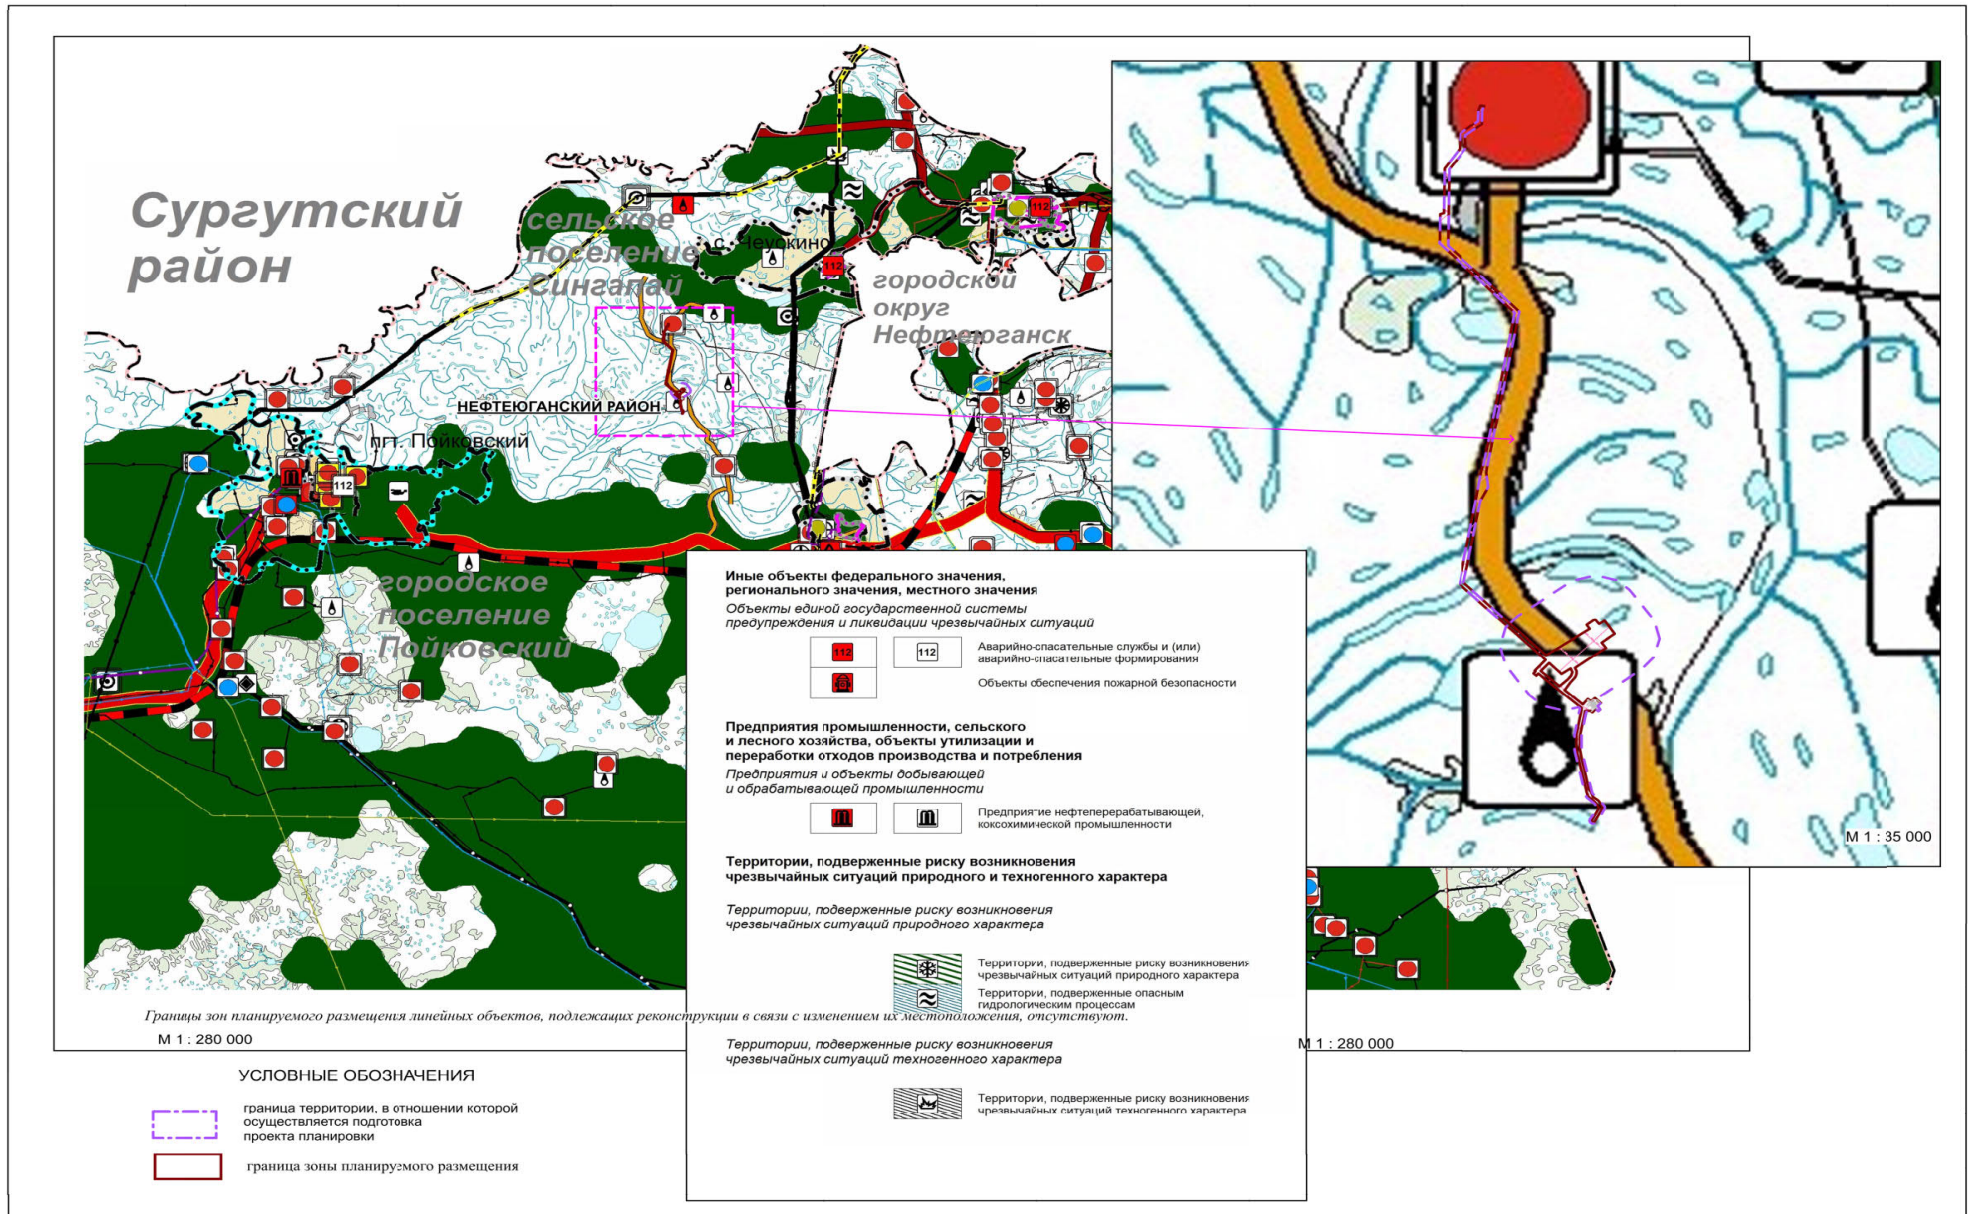 Сургутский
район
сельское
поселение
Сингапай
с. Чеускино
112
112
городской
округ
Нефтеюганск
НЕФТЕЮГАНСКИЙ РАЙОН
пгт. Пойковский
112
городское
поселение
Пойковский
М 1 : 35 000
Иные объекты федерального значения,
регионального значения, местного значения
Объекты единой государственной системы
предупреждения и ликвидации чрезвычайных ситуаций
112 112 Аварийно-спасательные службы и (или)
аварийно-спасательные формирования
Объекты обеспечения пожарной безопасности
Предприятия промышленности, сельского
и лесного хозяйства, объекты утилизации и
переработки отходов производства и потребления
Предприятия и объекты добывающей
и обрабатывающей промышленности
Предприятие нефтеперерабатывающей,
коксохимической промышленности
Территории, подверженные риску возникновения
чрезвычайных ситуаций природного и техногенного характера
Территории, подверженные риску возникновения
чрезвычайных ситуаций природного характера
Территории, подверженные риску возникновения
чрезвычайных ситуаций природного характера
Территории, подверженные опасным
гидрологическим процессам
Границы зон планируемого размещения линейных объектов, подлежащих реконструкции в связи с изменением их местоположения, отсутствуют.
М 1 : 280 000
М 1 : 280 000
Территории, подверженные риску возникновения
чрезвычайных ситуаций техногенного характера
Территории, подверженные риску возникновения
чрезвычайных ситуаций техногенного характера
УСЛОВНЫЕ ОБОЗНАЧЕНИЯ
граница территории, в отношении которой
осуществляется подготовка
проекта планировки
граница зоны планируемого размещения